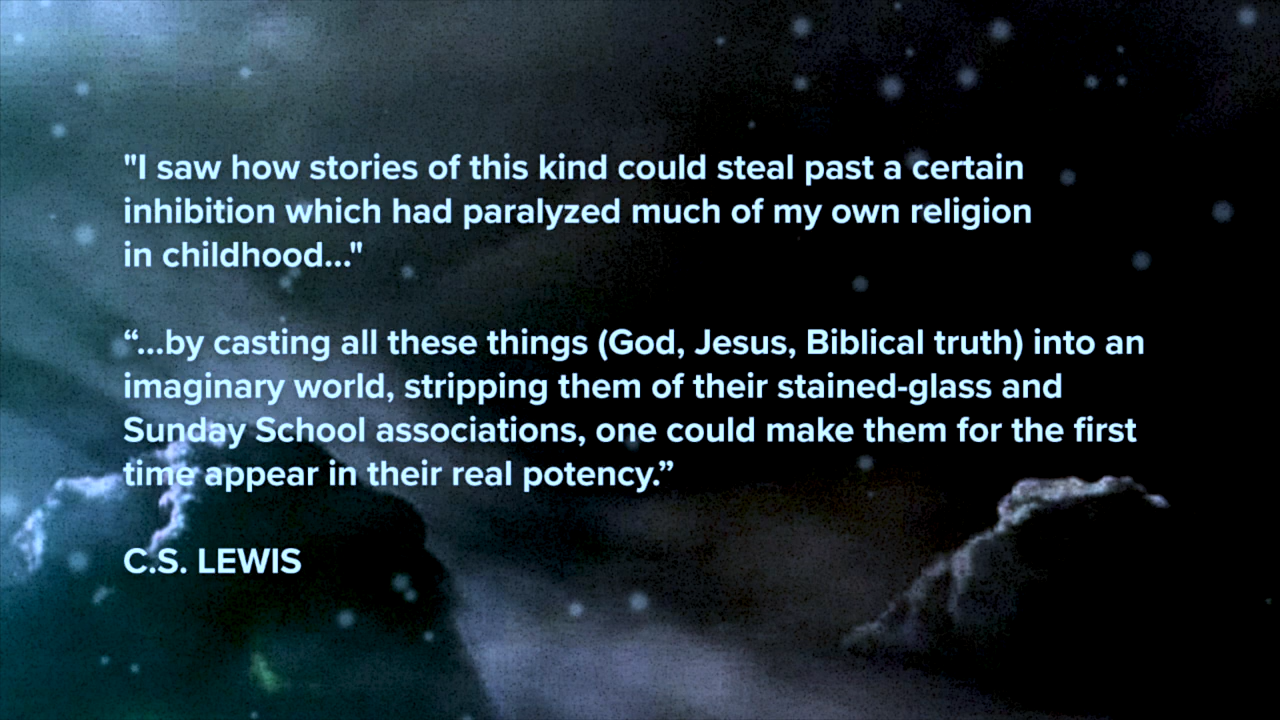 "I saw how stories of this kind could steal past a certain
inhibition which had paralyzed much of my own religion
in childhood..."
“...by casting all these things (God, Jesus, Biblical truth) into an
imaginary world, stripping them of their stained-glass and
Sunday School associations, one could make them for the first
time appear in their real potency.”
C.S. LEWIS